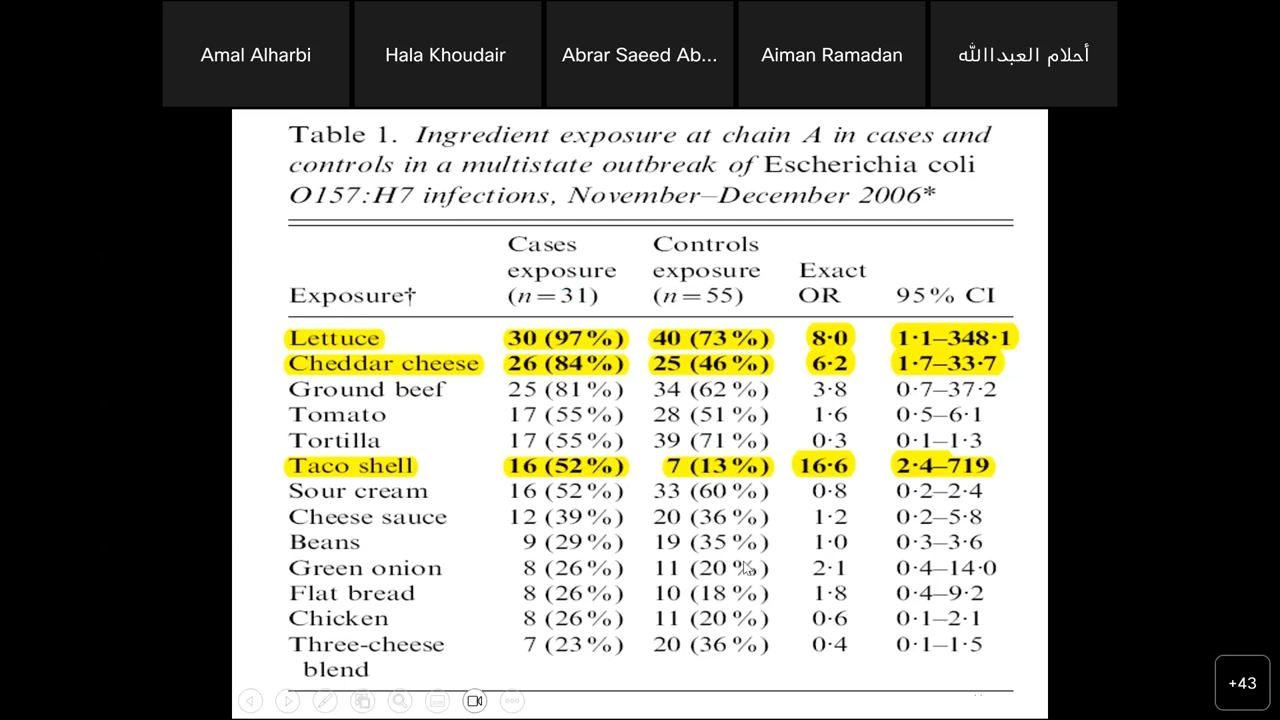 Amal Alharbi
Hala Khoudair
Abrar Saeed Ab...
Aiman Ramadan
أحلام العبداالله
Table 1. Ingredient exposure at chain A in cases and
controls in a multistate outbreak of Escherichia coli
O157:H7 infections, November–December 2006*
Exposure† Cases exposure (n=31) Controls exposure (n=55) Exact OR 95% CI
Lettuce 30 (97%) 40 (73%) 8·0 1·1–348·1
Cheddar cheese 26 (84%) 25 (46%) 6·2 1·7–33·7
Ground beef 25 (81%) 34 (62%) 3·8 0·7–37·2
Tomato 17 (55%) 28 (51%) 1·6 0·5–6·1
Tortilla 17 (55%) 39 (71%) 0·3 0·1–1·3
Taco shell 16 (52%) 7 (13%) 16·6 2·4–719
Sour cream 16 (52%) 33 (60%) 0·8 0·2–2·4
Cheese sauce 12 (39%) 20 (36%) 1·2 0·2–5·8
Beans 9 (29%) 19 (35%) 1·0 0·3–3·6
Green onion 8 (26%) 11 (20%) 2·1 0·4–14·0
Flat bread 8 (26%) 10 (18%) 1·8 0·4–9·2
Chicken 8 (26%) 11 (20%) 0·6 0·1–2·1
Three-cheese 7 (23%) 20 (36%) 0·4 0·1–1·5
blend
+43